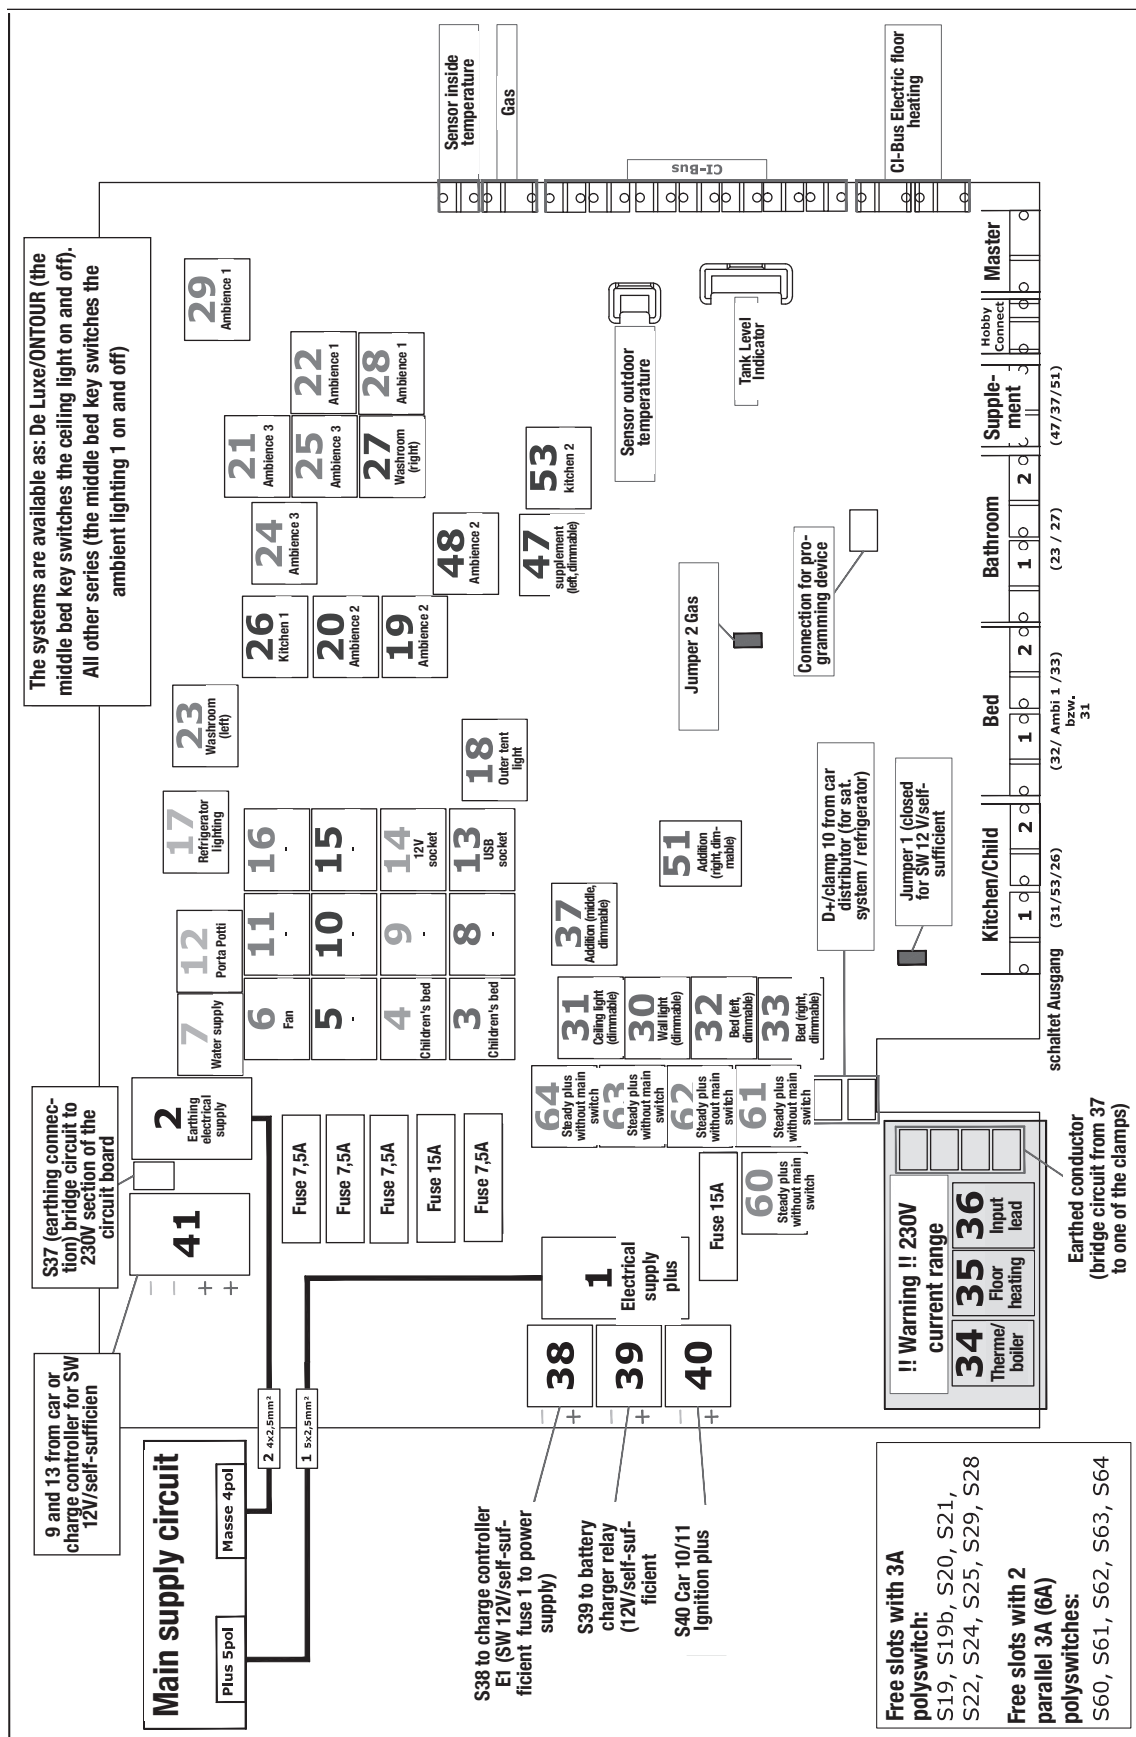 The systems are available as: De Luxe/ONTOUR (the
middle bed key switches the ceiling light on and off).
All other series (the middle bed key switches the
ambient lighting 1 on and off)
Main supply circuit
Plus 5pol
Masse 4pol
2 4x2,5mm²
1 5x2,5mm²
9 and 13 from car or
charge controller for SW
12V/self-sufficien
S37 (earthing connec-
tion) bridge circuit to
230V section of the
circuit board
41
–
–
+
+
2
Earthing
electrical
supply
7
Water supply
12
Porta Potti
17
Refrigerator
lighting
23
Washroom
(left)
29
Ambience 1
6
Fan
11
-
16
-
26
Kitchen 1
24
Ambience 3
21
Ambience 3
5
-
10
-
15
-
20
Ambience 2
25
Ambience 3
22
Ambience 1
4
Children's bed
9
-
14
12V
socket
19
Ambience 2
27
Washroom
(right)
28
Ambience 1
3
Children's bed
8
-
13
USB
socket
18
Outer tent
light
48
Ambience 2
47
supplement
(left,dimmable)
53
kitchen 2
Fuse 7,5A
Fuse 7,5A
Fuse 7,5A
Fuse 15A
Fuse 7,5A
Sensor inside
temperature
Gas
CI-Bus
CI-Bus Electric floor
heating
1
Electrical
supply
plus
Fuse 15A
38
–
+
39
–
+
40
–
+
S38 to charge controller
E1 (SW 12V/self-suf-
ficient fuse 1 to power
supply)
S39 to battery
charger relay
(12V/self-suf-
ficient
S40 Car 10/11
Ignition plus
64
Steady plus
without main
switch
63
Steady plus
without main
switch
62
Steady plus
without main
switch
61
Steady plus
without main
switch
60
Steady plus
without main
switch
31
Ceiling light
(dimmable)
30
Wall light
(dimmable)
32
Bed (left,
dimmable)
33
Bed (right,
dimmable)
37
Addition (middle,
dimmable)
51
Addition
(right, dim-
mable)
Sensor outdoor
temperature
Tank Level
Indicator
Jumper 2 Gas
Connection for pro-
gramming device
D+/clamp 10 from car
distributor (for sat.
system / refrigerator)
Jumper 1 (closed
for SW 12 V/self-
sufficient
!! Warning !! 230V
current range
34
Therme/
boiler
35
Floor
heating
36
Input
lead
Earthed conductor
(bridge circuit from 37
to one of the clamps)
Kitchen/Child
1
2
Bed
1
2
Bathroom
1
2
Supple-
ment
Hobby
Connect
Master
schaltet Ausgang
(31/53/26)
(32/ Ambi 1 /33)
bzw.
31
(23 / 27)
(47/37/51)
Free slots with 3A
polyswitch:
S19, S19b, S20, S21,
S22, S24, S25, S29, S28
Free slots with 2
parallel 3A (6A)
polyswitches:
S60, S61, S62, S63, S64